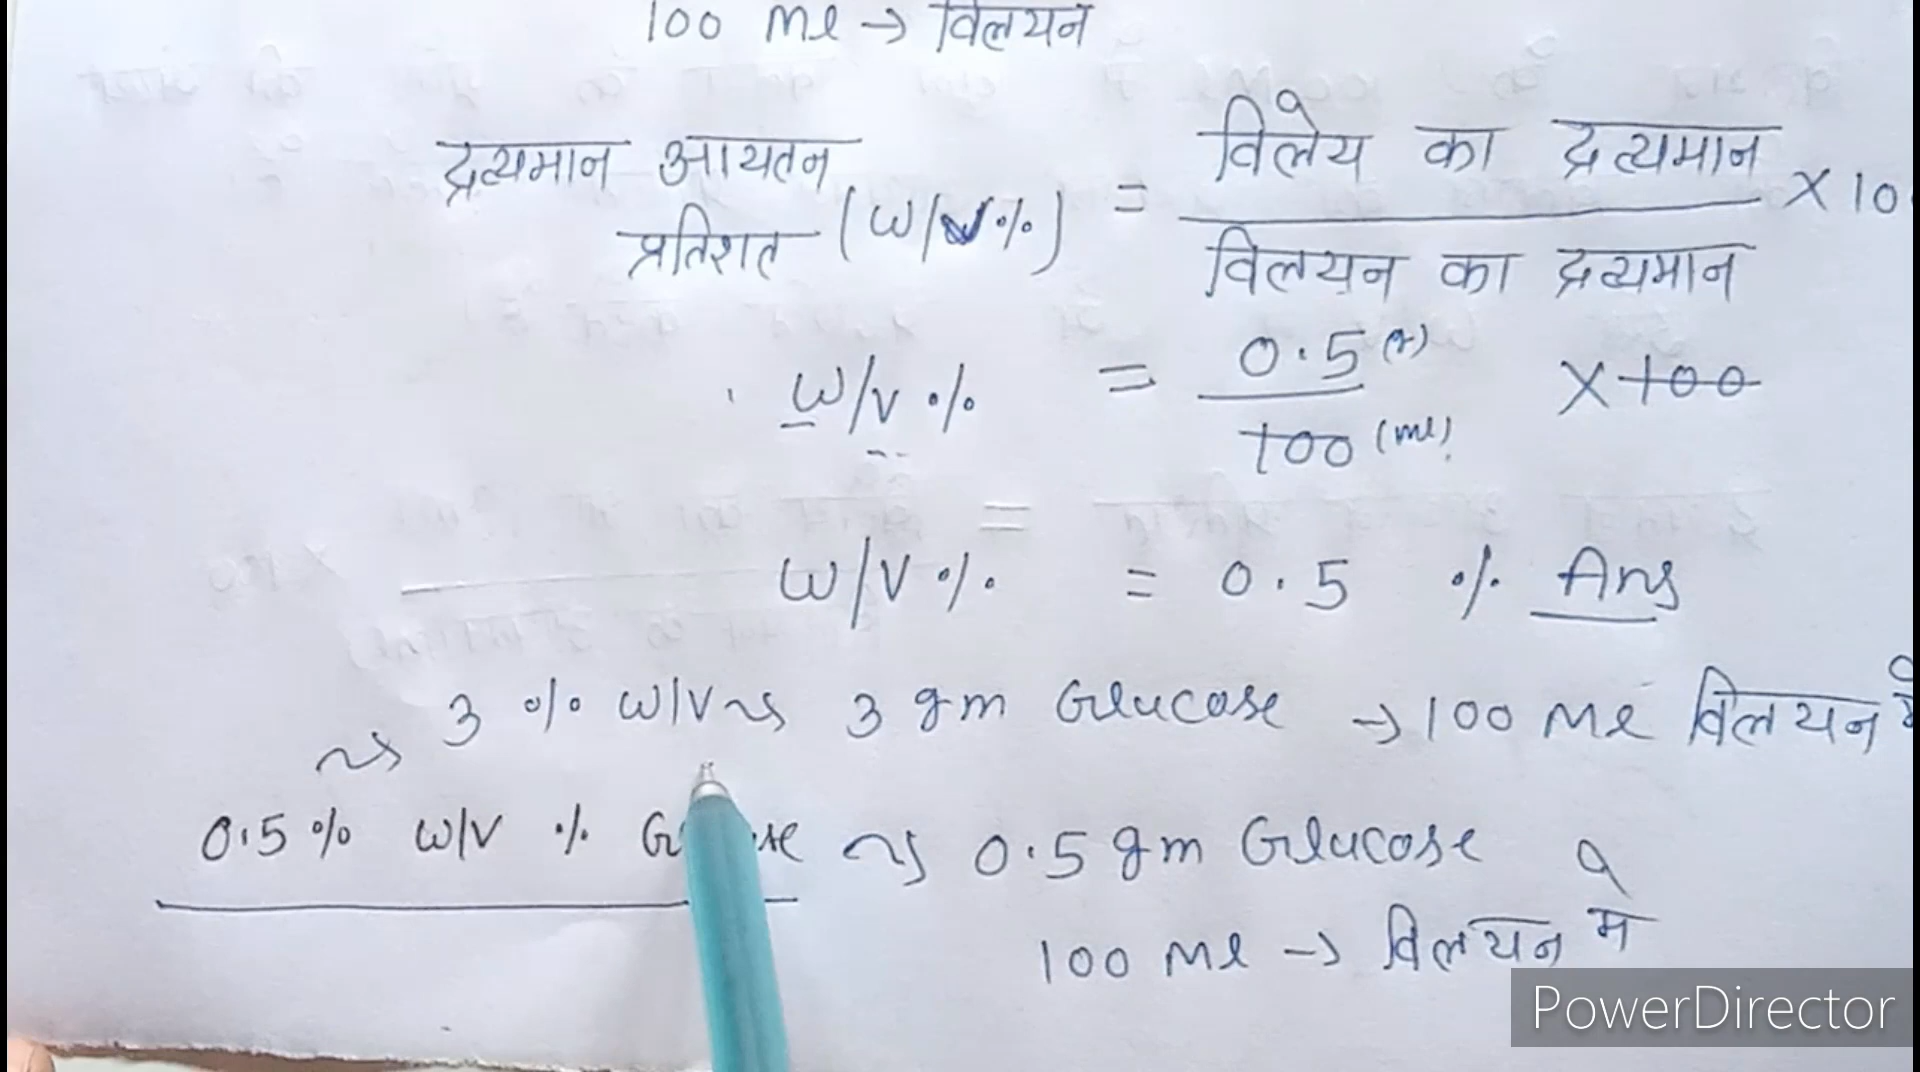 100 Ml → विलयन
विलेय का द्रव्यमान
द्रव्यमान आयतन
प्रतिशत (W/V%) = × 10
विलयन का द्रव्यमान
W/V % = 0.5 / 100 (ml) × 100
W/V % = 0.5 % Ans
3 % W/V 3 gm Glucose → 100 Ml विलयन में
0.5% W/V % 0.5 gm Glucose
100 Ml → विलयन मे
PowerDirector